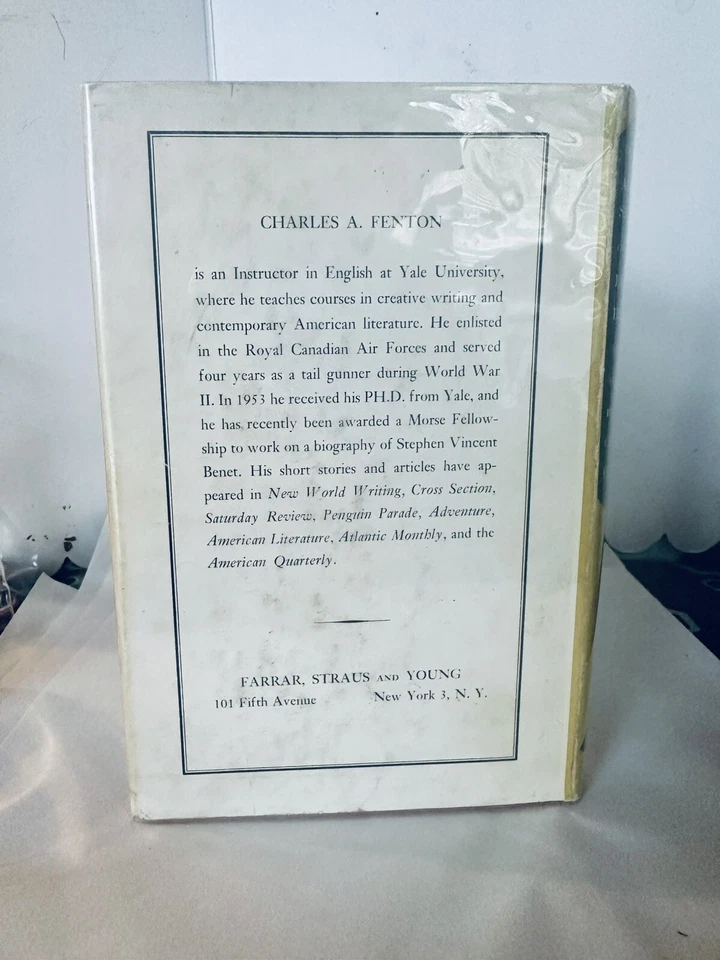 CHARLES A. FENTON
is an Instructor in English at Yale University,
where he teaches courses in creative writing and
contemporary American literature. He enlisted
in the Royal Canadian Air Forces and served
four years as a tail gunner during World War
II. In 1953 he received his PH.D. from Yale, and
he has recently been awarded a Morse Fellow-
ship to work on a biography of Stephen Vincent
Benet. His short stories and articles have ap-
peared in New World Writing, Cross Section,
Saturday Review, Penguin Parade, Adventure,
American Literature, Atlantic Monthly, and the
American Quarterly.
FARRAR, STRAUS AND YOUNG
101 Fifth Avenue New York 3, N. Y.